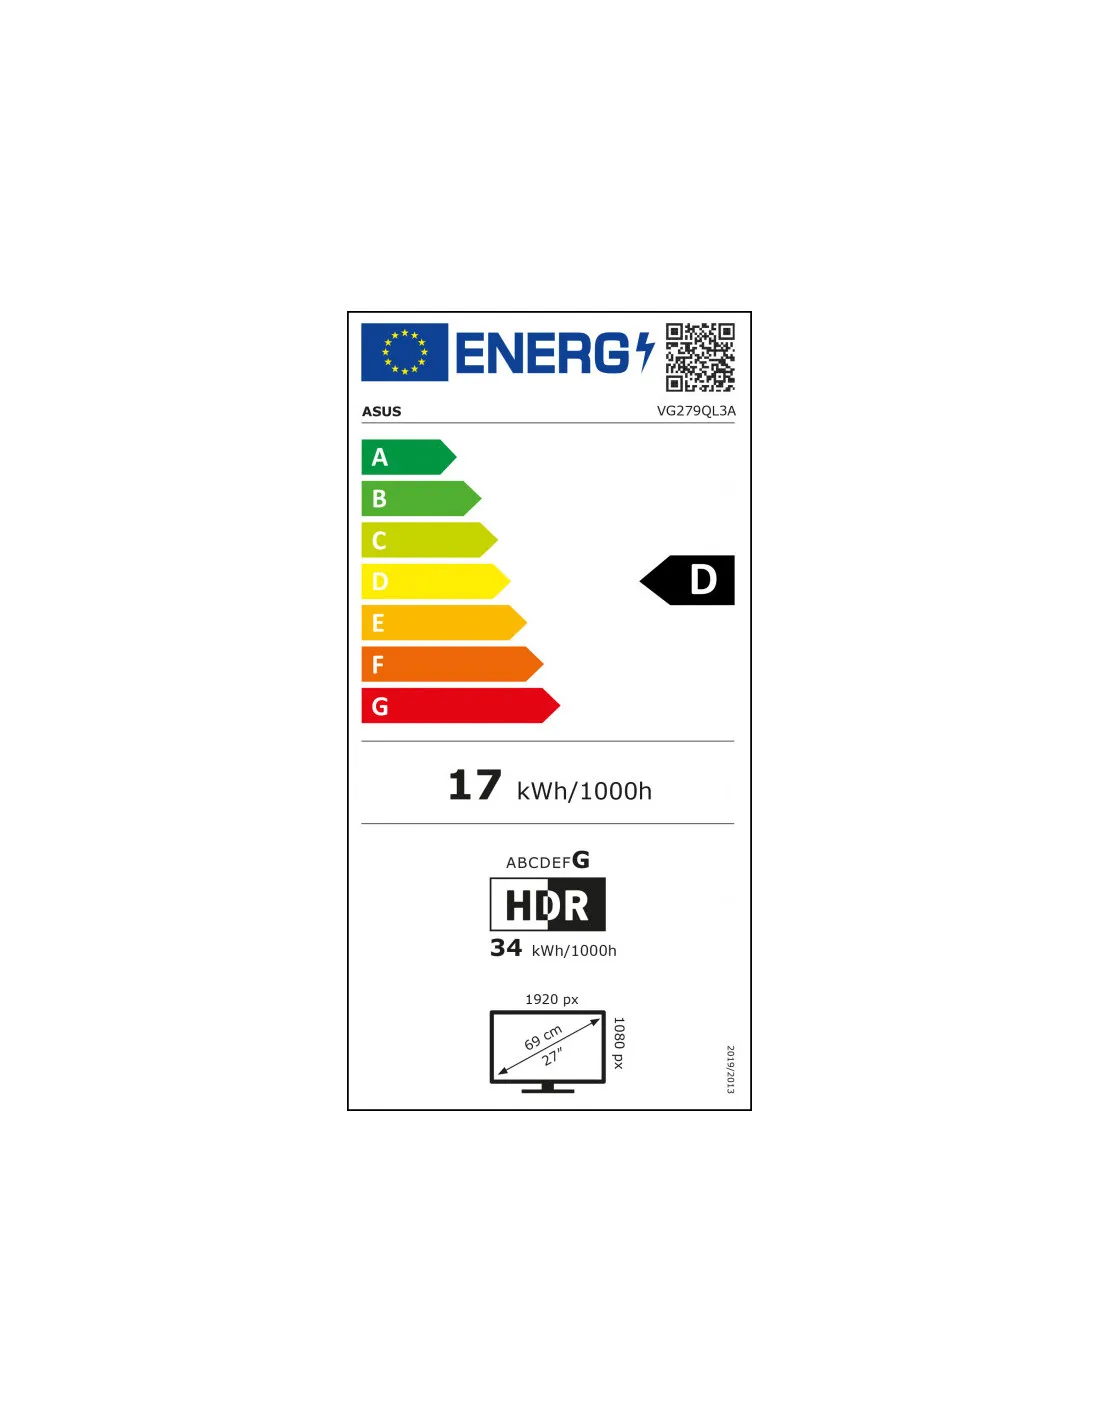 ENERG
ASUS VG279QL3A
A
B
C
D
D
E
F
G
17 kWh/1000h
ABCDEFG
HDR
34 kWh/1000h
1920 px
1080 px
69 cm
27"
2019/2013